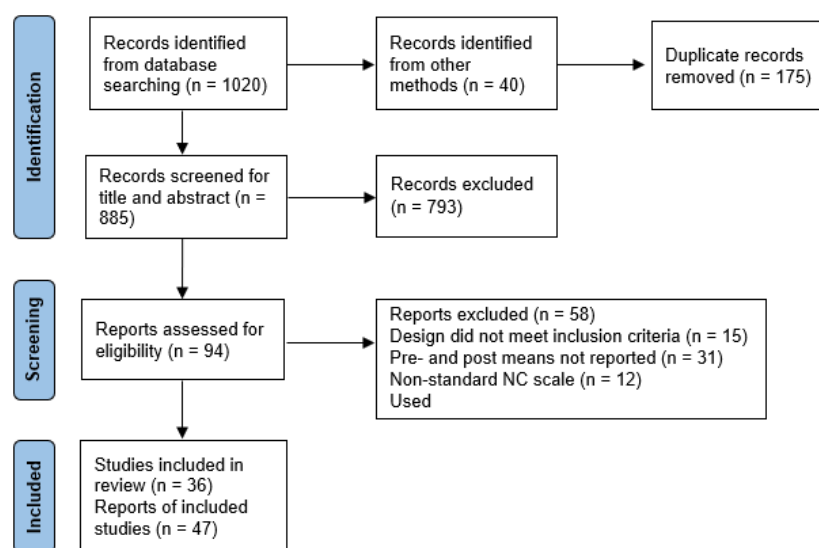 Identification
Records identified
from database
searching (n = 1020)
Records identified
from other
methods (n = 40)
Duplicate records
removed (n = 175)
Records screened for
title and abstract (n =
885)
Records excluded
(n = 793)
Screening
Reports assessed for
eligibility (n = 94)
Reports excluded (n = 58)
Design did not meet inclusion criteria (n = 15)
Pre- and post means not reported (n = 31)
Non-standard NC scale (n = 12)
Used
Included
Studies included in
review (n = 36)
Reports of included
studies (n = 47)